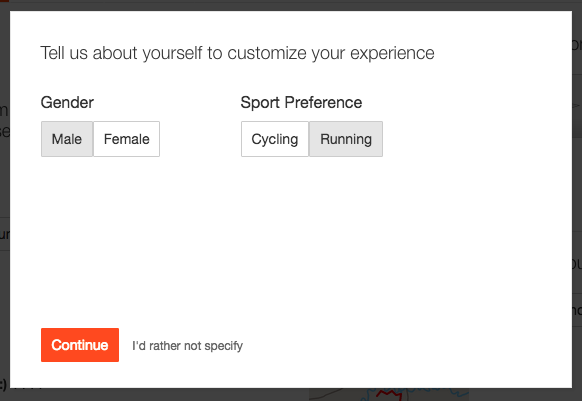 Tell us about yourself to customize your experience
Gender
Sport Preference
Male
Female
Cycling
Running
Continue
I'd rather not specify